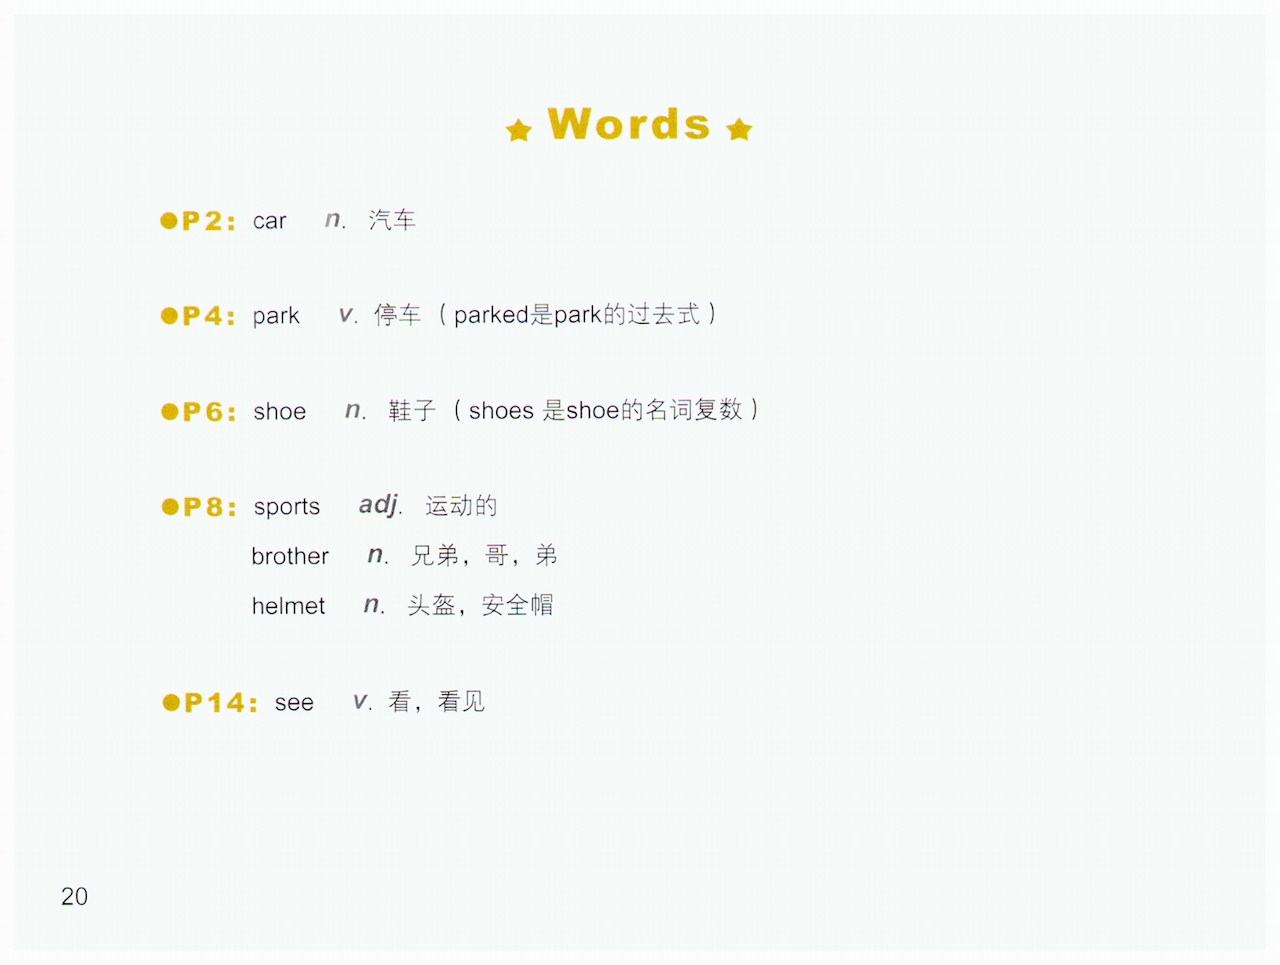 ★ Words ★
●P2: car n. 汽车
●P4: park v. 停车（parked是park的过去式）
●P6: shoe n. 鞋子（shoes 是shoe的名词复数）
●P8: sports adj. 运动的
brother n. 兄弟，哥，弟
helmet n. 头盔，安全帽
●P14: see v. 看，看见
20